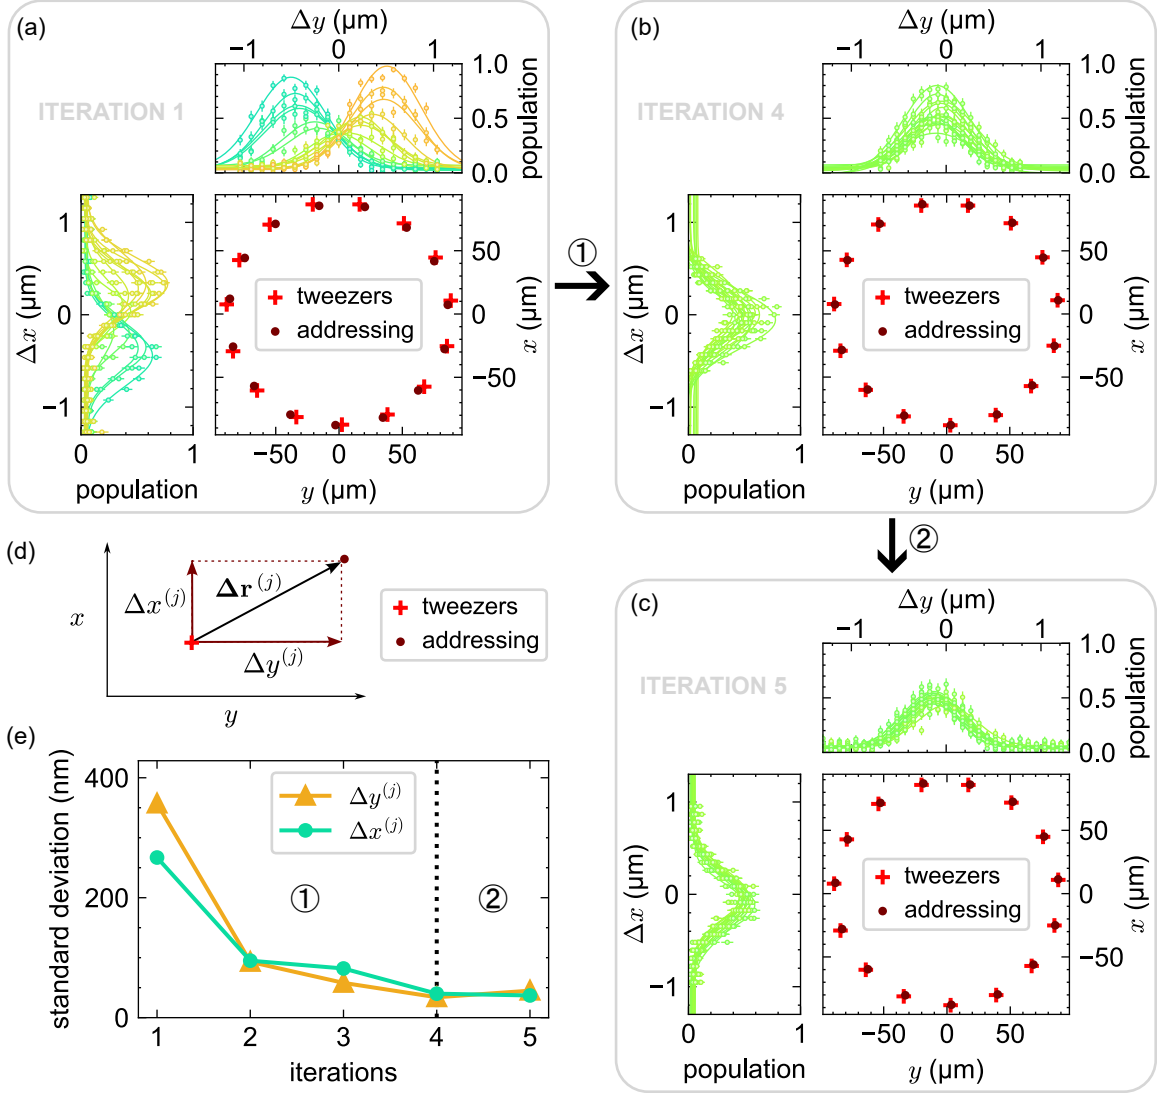 (a)
Δy (µm)
−1 0 1
ITERATION 1
1.0
0.5
0.0
population
1
0
−1
Δx (µm)
0 1
population
tweezers
addressing
50
0
−50
x (µm)
−50 0 50
y (µm)
①
(b)
Δy (µm)
−1 0 1
ITERATION 4
1.0
0.5
0.0
population
1
0
−1
Δx (µm)
0 1
population
tweezers
addressing
50
0
−50
x (µm)
−50 0 50
y (µm)
②
(d)
x
Δx^(j)
Δr^(j)
Δy^(j)
y
tweezers
addressing
(c)
Δy (µm)
−1 0 1
ITERATION 5
1.0
0.5
0.0
population
1
0
−1
Δx (µm)
0 1
population
tweezers
addressing
50
0
−50
x (µm)
−50 0 50
y (µm)
(e)
standard deviation (nm)
400
200
0
Δy^(j)
Δx^(j)
① ②
1 2 3 4 5
iterations